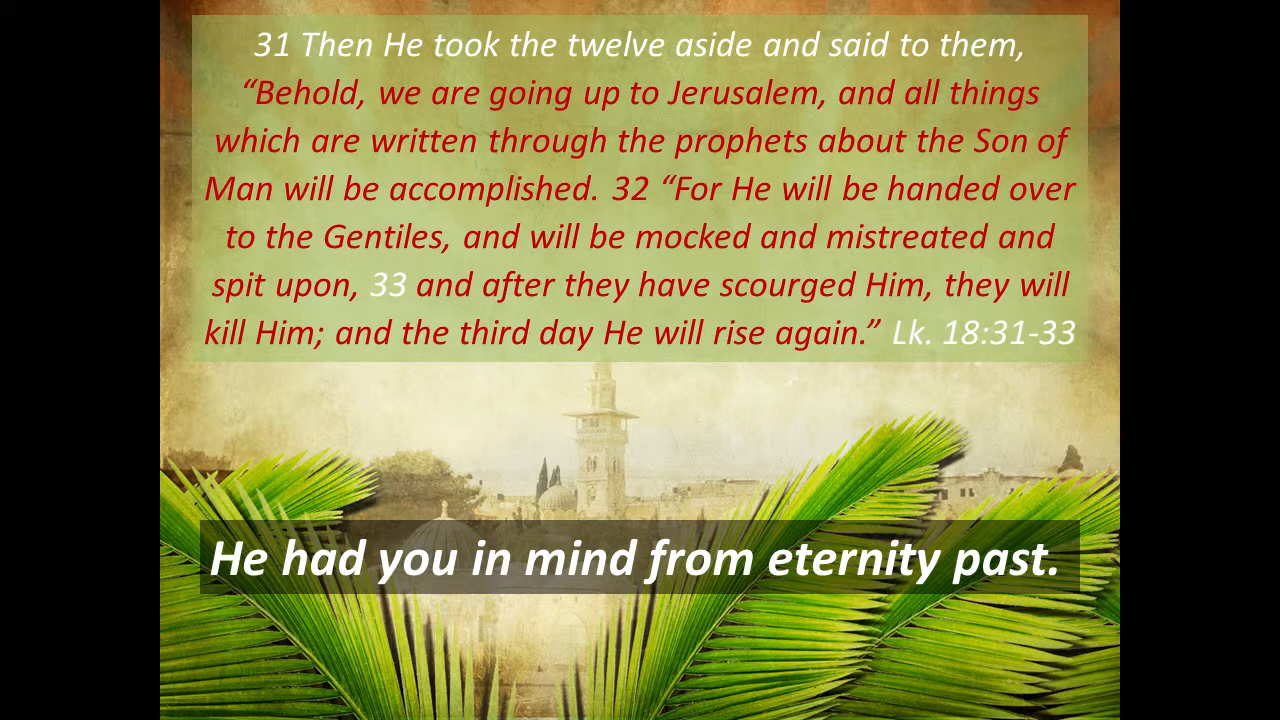 31 Then He took the twelve aside and said to them,
“Behold, we are going up to Jerusalem, and all things
which are written through the prophets about the Son of
Man will be accomplished. 32 “For He will be handed over
to the Gentiles, and will be mocked and mistreated and
spit upon, 33 and after they have scourged Him, they will
kill Him; and the third day He will rise again.” Lk. 18:31-33
He had you in mind from eternity past.